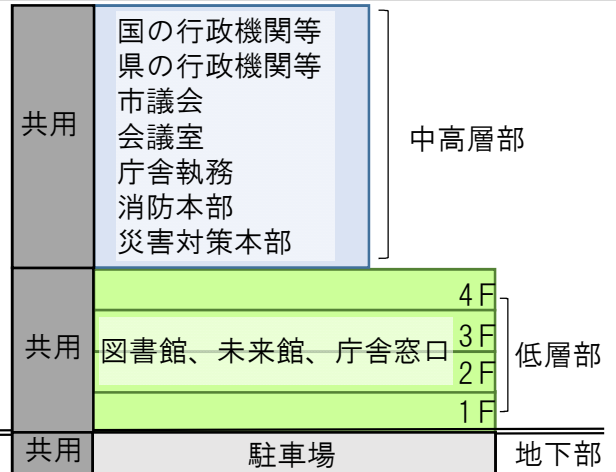 国の行政機関等
県の行政機関等
市議会
会議室
庁舎執務
消防本部
災害対策本部
共用
中高層部
4F
3F
2F
1F
共用
図書館、未来館、庁舎窓口
低層部
共用
駐車場
地下部